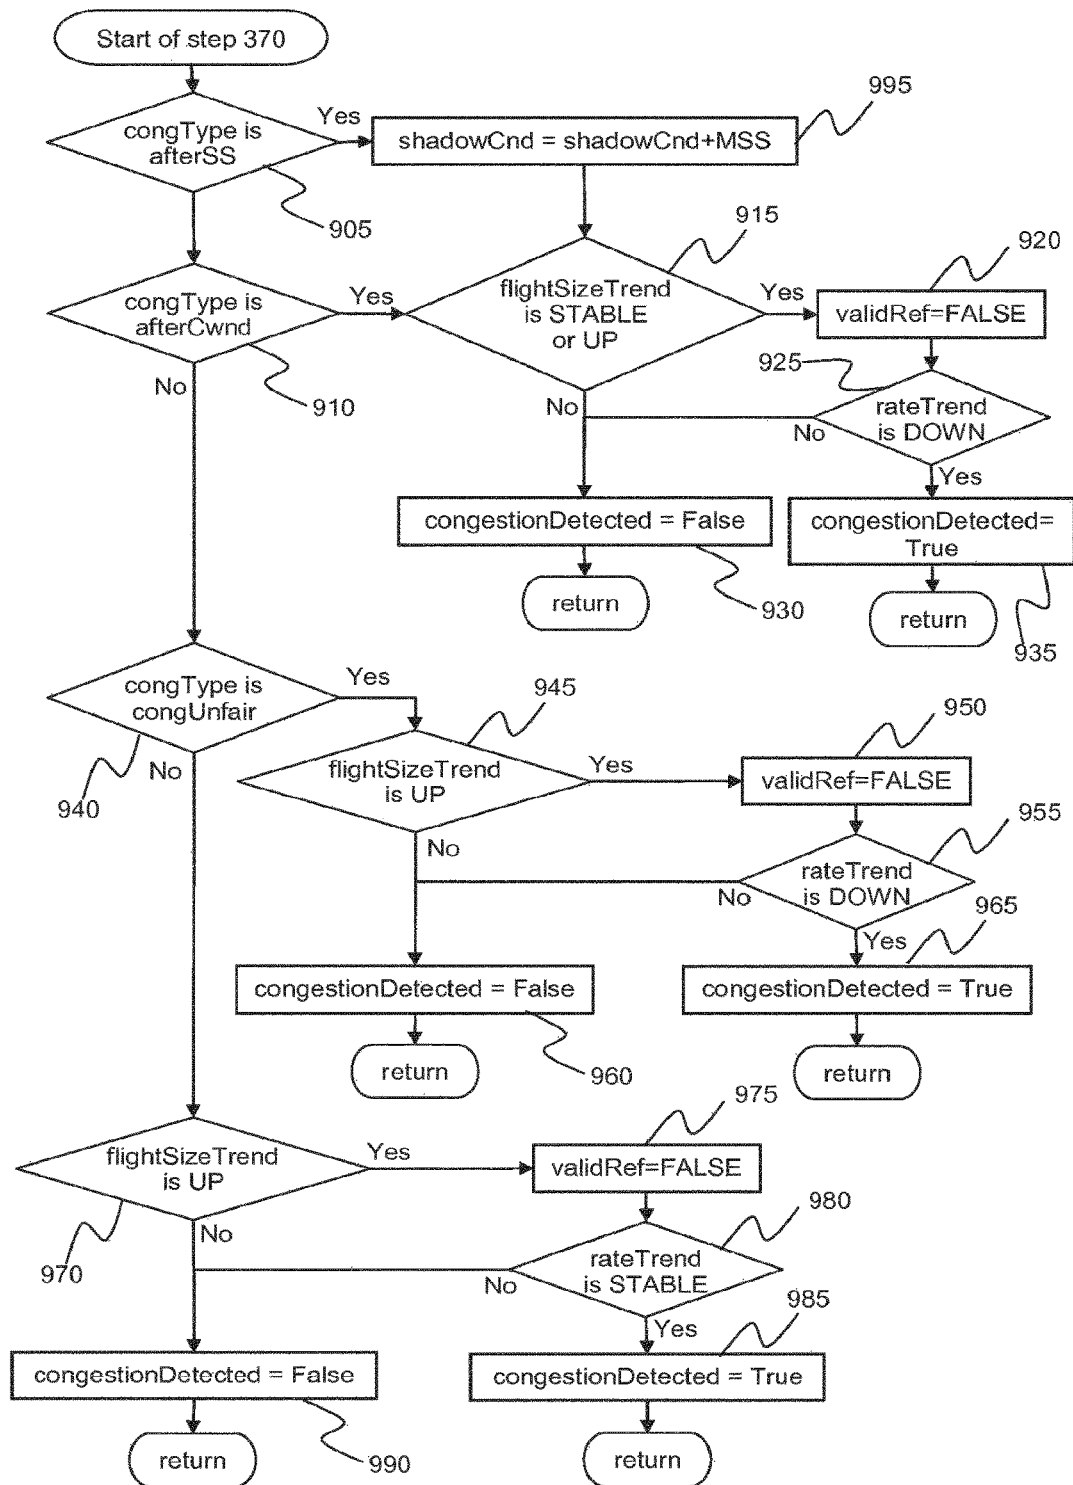 Start of step 370
995
congType is
afterSS
Yes
shadowCnd = shadowCnd+MSS
905
915
920
congType is
afterCwnd
Yes
flightSizeTrend
is STABLE
or UP
Yes
validRef=FALSE
925
No
910
No
rateTrend
is DOWN
No
Yes
congestionDetected = False
congestionDetected=
True
return
930
return
935
congType is
congUnfair
Yes
945
950
No
flightSizeTrend
is UP
Yes
validRef=FALSE
940
955
No
rateTrend
is DOWN
No
965
Yes
congestionDetected = False
congestionDetected = True
return
960
return
975
flightSizeTrend
is UP
Yes
validRef=FALSE
980
No
970
rateTrend
is STABLE
No
985
Yes
congestionDetected = False
congestionDetected = True
return
990
return